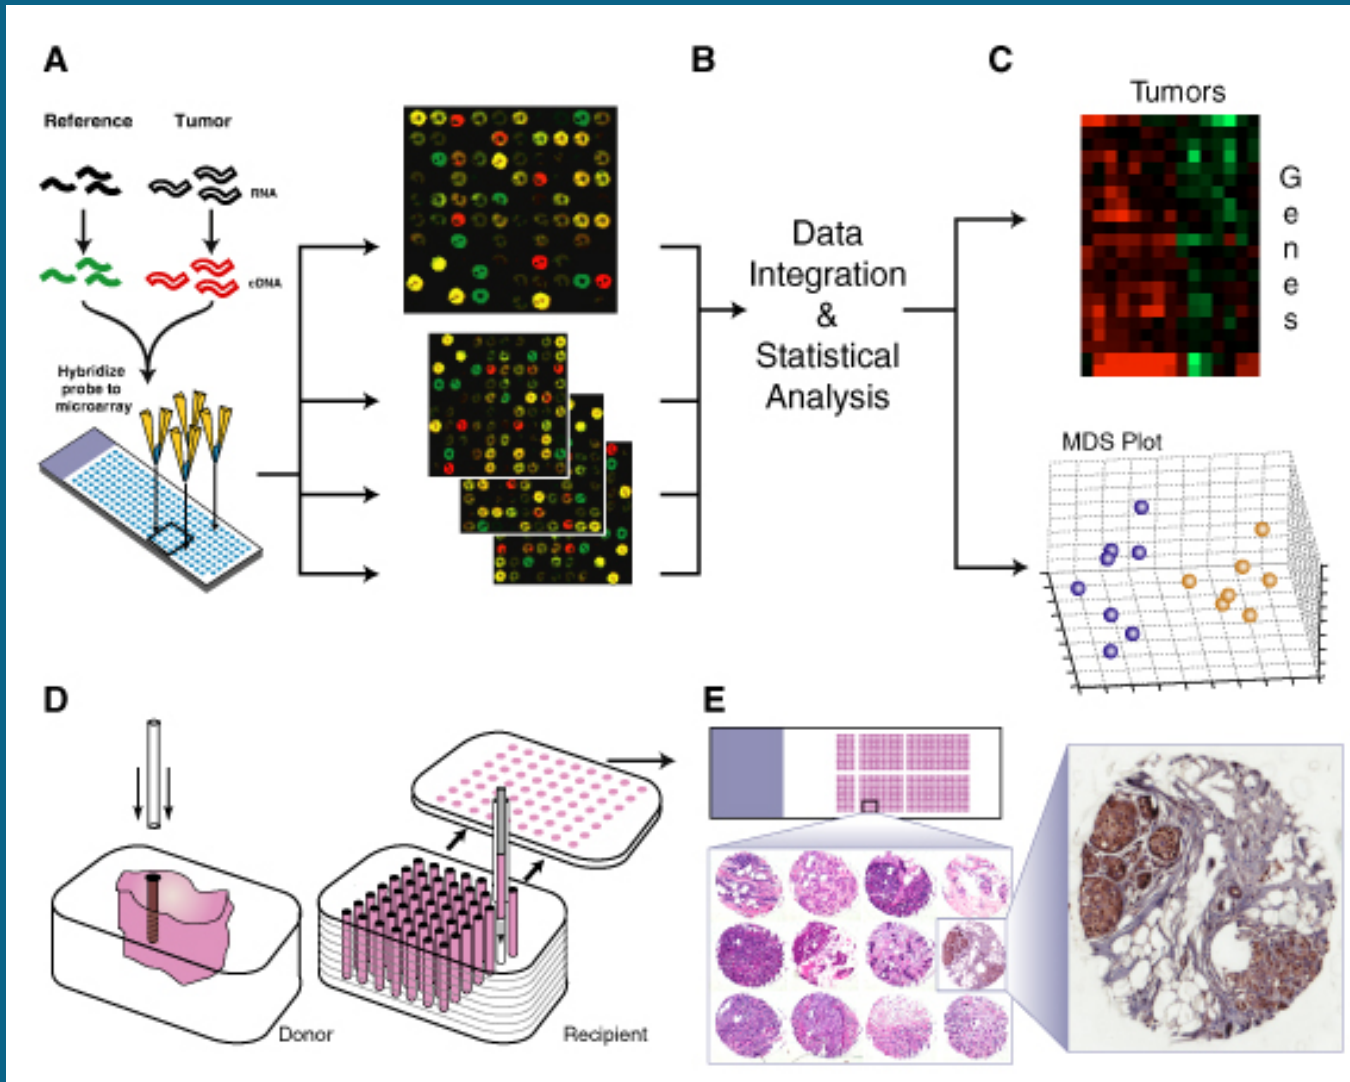 A
B
C
Reference
Tumor
RNA
cDNA
Hybridize
probe to
microarray
Data
Integration
&
Statistical
Analysis
Tumors
G
e
n
e
s
MDS Plot
D
E
Donor
Recipient